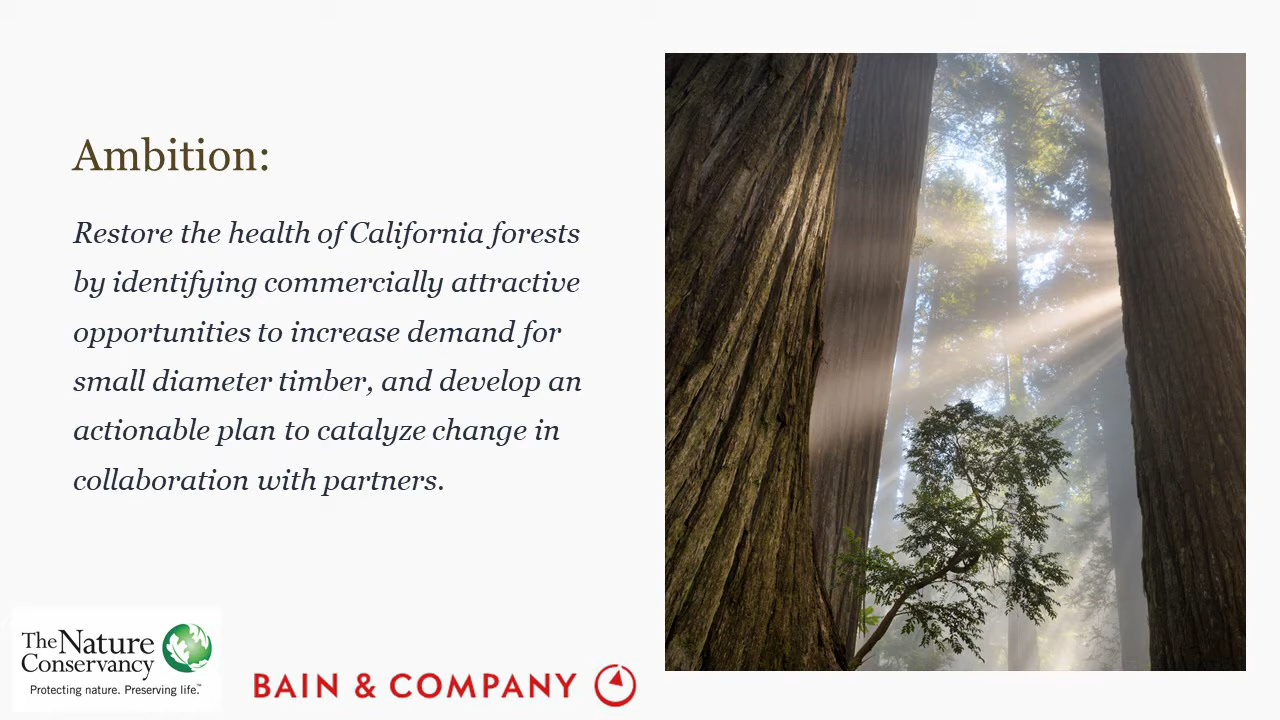 Ambition:
Restore the health of California forests
by identifying commercially attractive
opportunities to increase demand for
small diameter timber, and develop an
actionable plan to catalyze change in
collaboration with partners.
The Nature
Conservancy
Protecting nature. Preserving life.™
BAIN & COMPANY